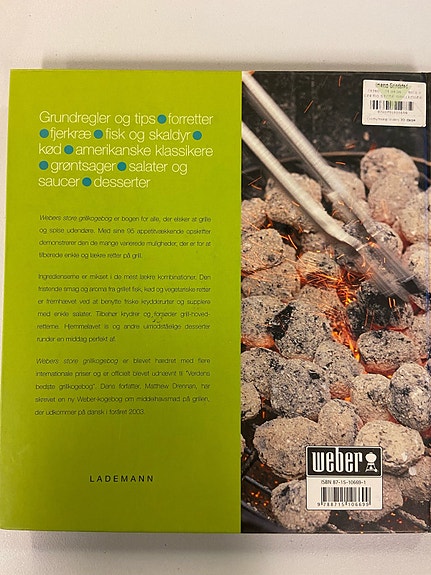 Grundregler og tips • forretter
• fjerkræ • fisk og skaldyr •
kød • amerikanske klassikere
• grøntsager • salater og
saucer • desserter
Webers store grillkogebog er bogen for alle, der elsker at grille
og spise udendøre. Med sine 95 appetitvækkende opskrifter
demonstrerer den de mange varierede muligheder, der er for at
tilberede enkle og lækre retter på grill.
Ingredienserne er mikset i de mest lækre kombinationer. Den
fristende smag og aroma fra grillet fisk, kød og vegetariske retter
er fremhævet ved at benytte friske krydderurter og supplere
med enkle salater. Tilbehør krydrer og forsøder grill-hoved-
retterne. Hjemmelavet is og andre uimodståelige desserter
runder en middag perfekt af.
Webers store grillkogebog er blevet hædret med flere
internationale priser og er officielt blevet udnævnt til "Verdens
bedste grillkogebog". Dens forfatter, Matthew Drennan, har
skrevet en ny Weber-kogebog om middelhavsmad på grillen,
der udkommer på dansk i foråret 2003.
LADEMANN
weber
ISBN 87-15-10669-1
9 788715 106699